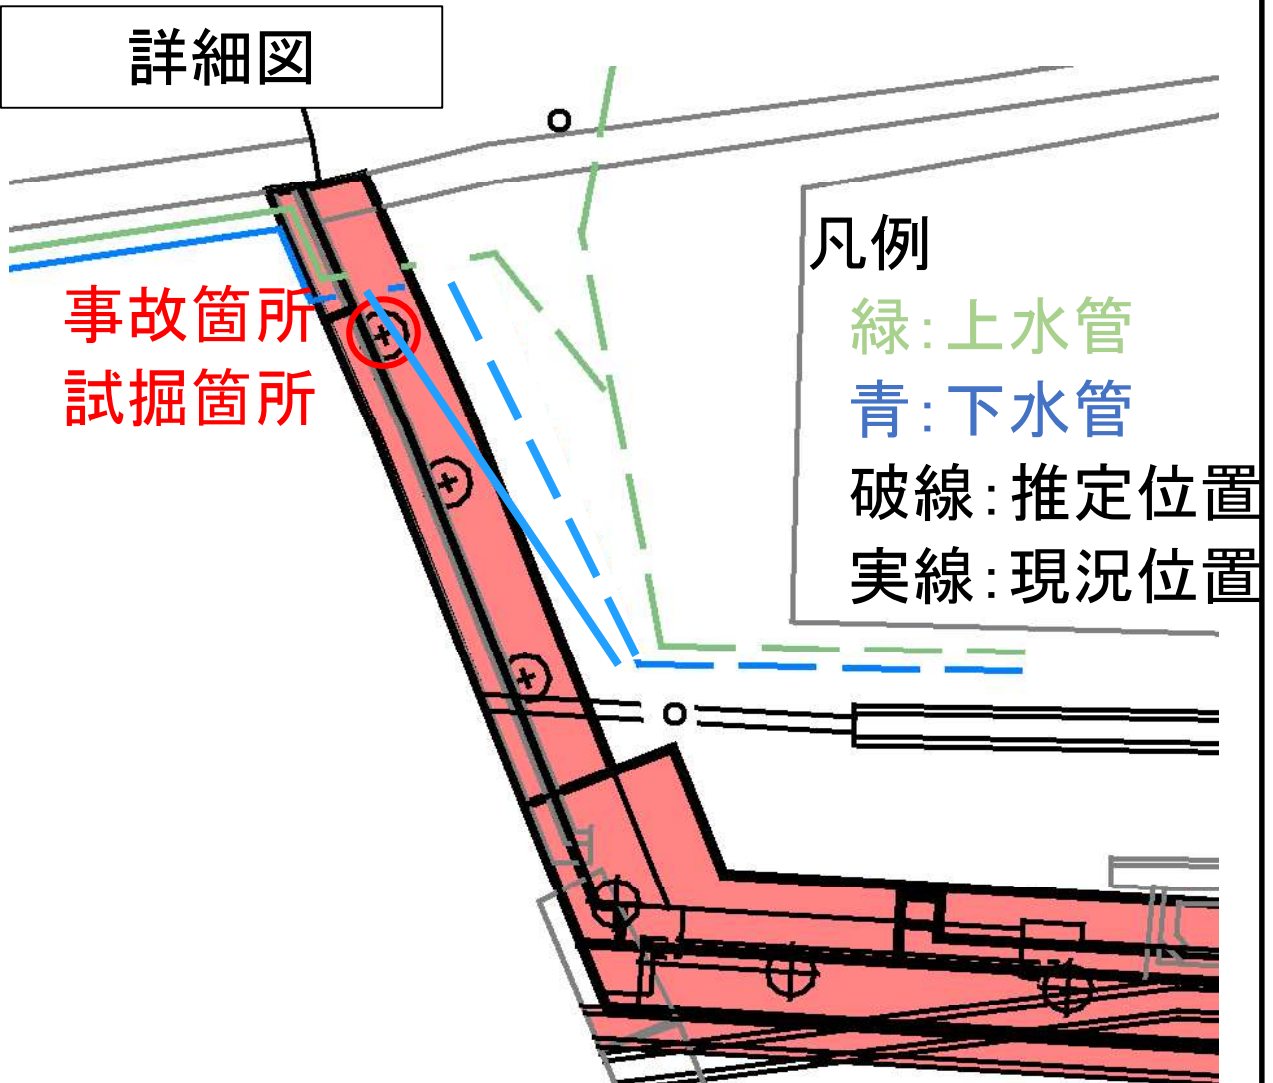 詳細図
事故箇所
試掘箇所
凡例
緑：上水管
青：下水管
破線：推定位置
実線：現況位置